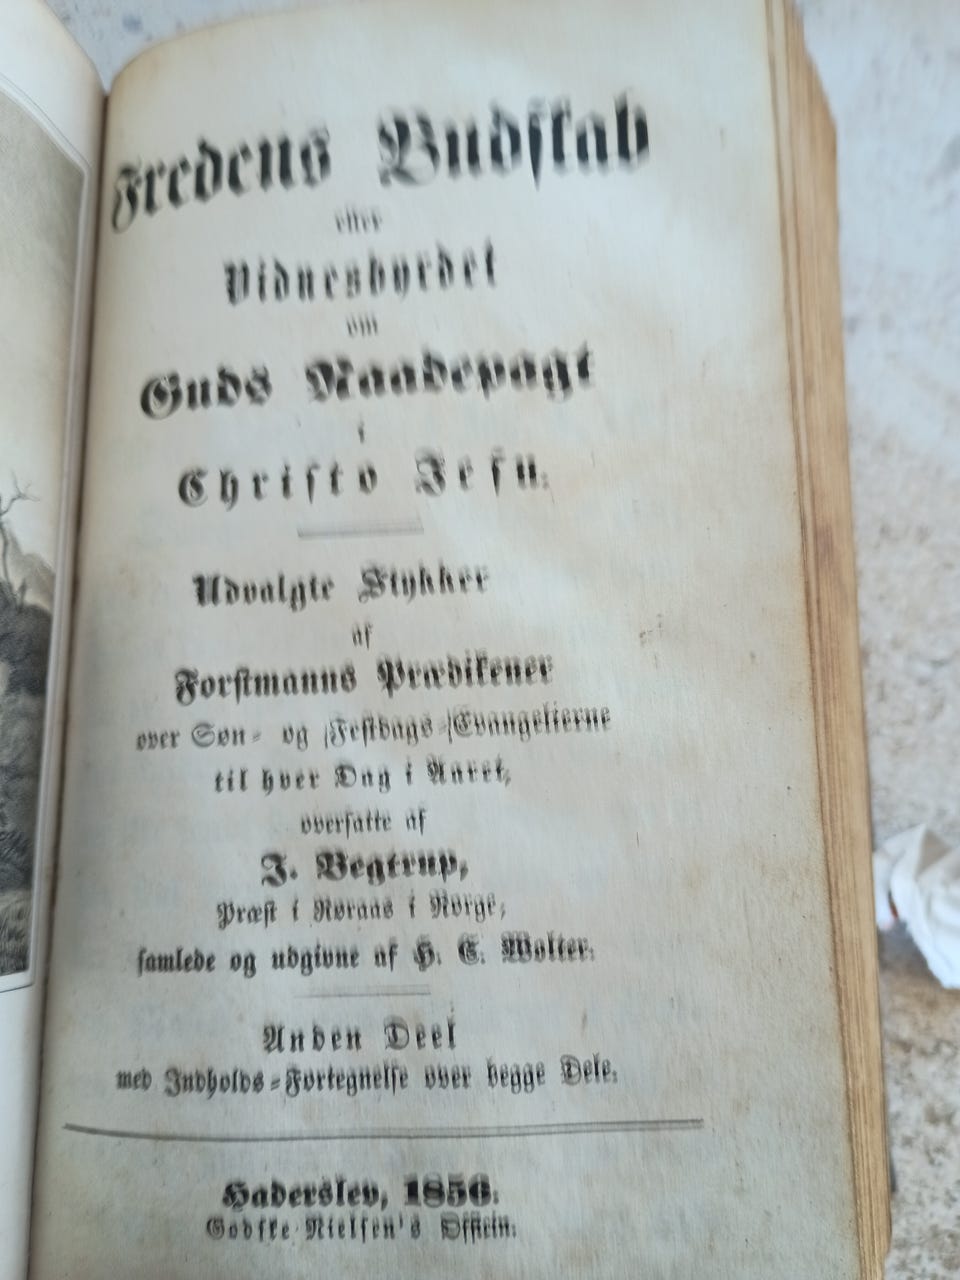 Fredens Budskab
eller
Vidnesbyrdet
om
Guds Naadepagt
i
Christo Jesu.
Udvalgte Stykker
af
Forstmanns Prædikener
over Søn- og Festdags-Evangelierne
til hver Dag i Aaret,
oversatte af
J. Vegtrup,
Præst i Røraas i Norge,
samlede og udgivne af H. C. Wolter.
Anden Deel
med Indholds-Fortegnelse over begge Dele.
Haderslev, 1856.
Godske Nielsen's Officin.